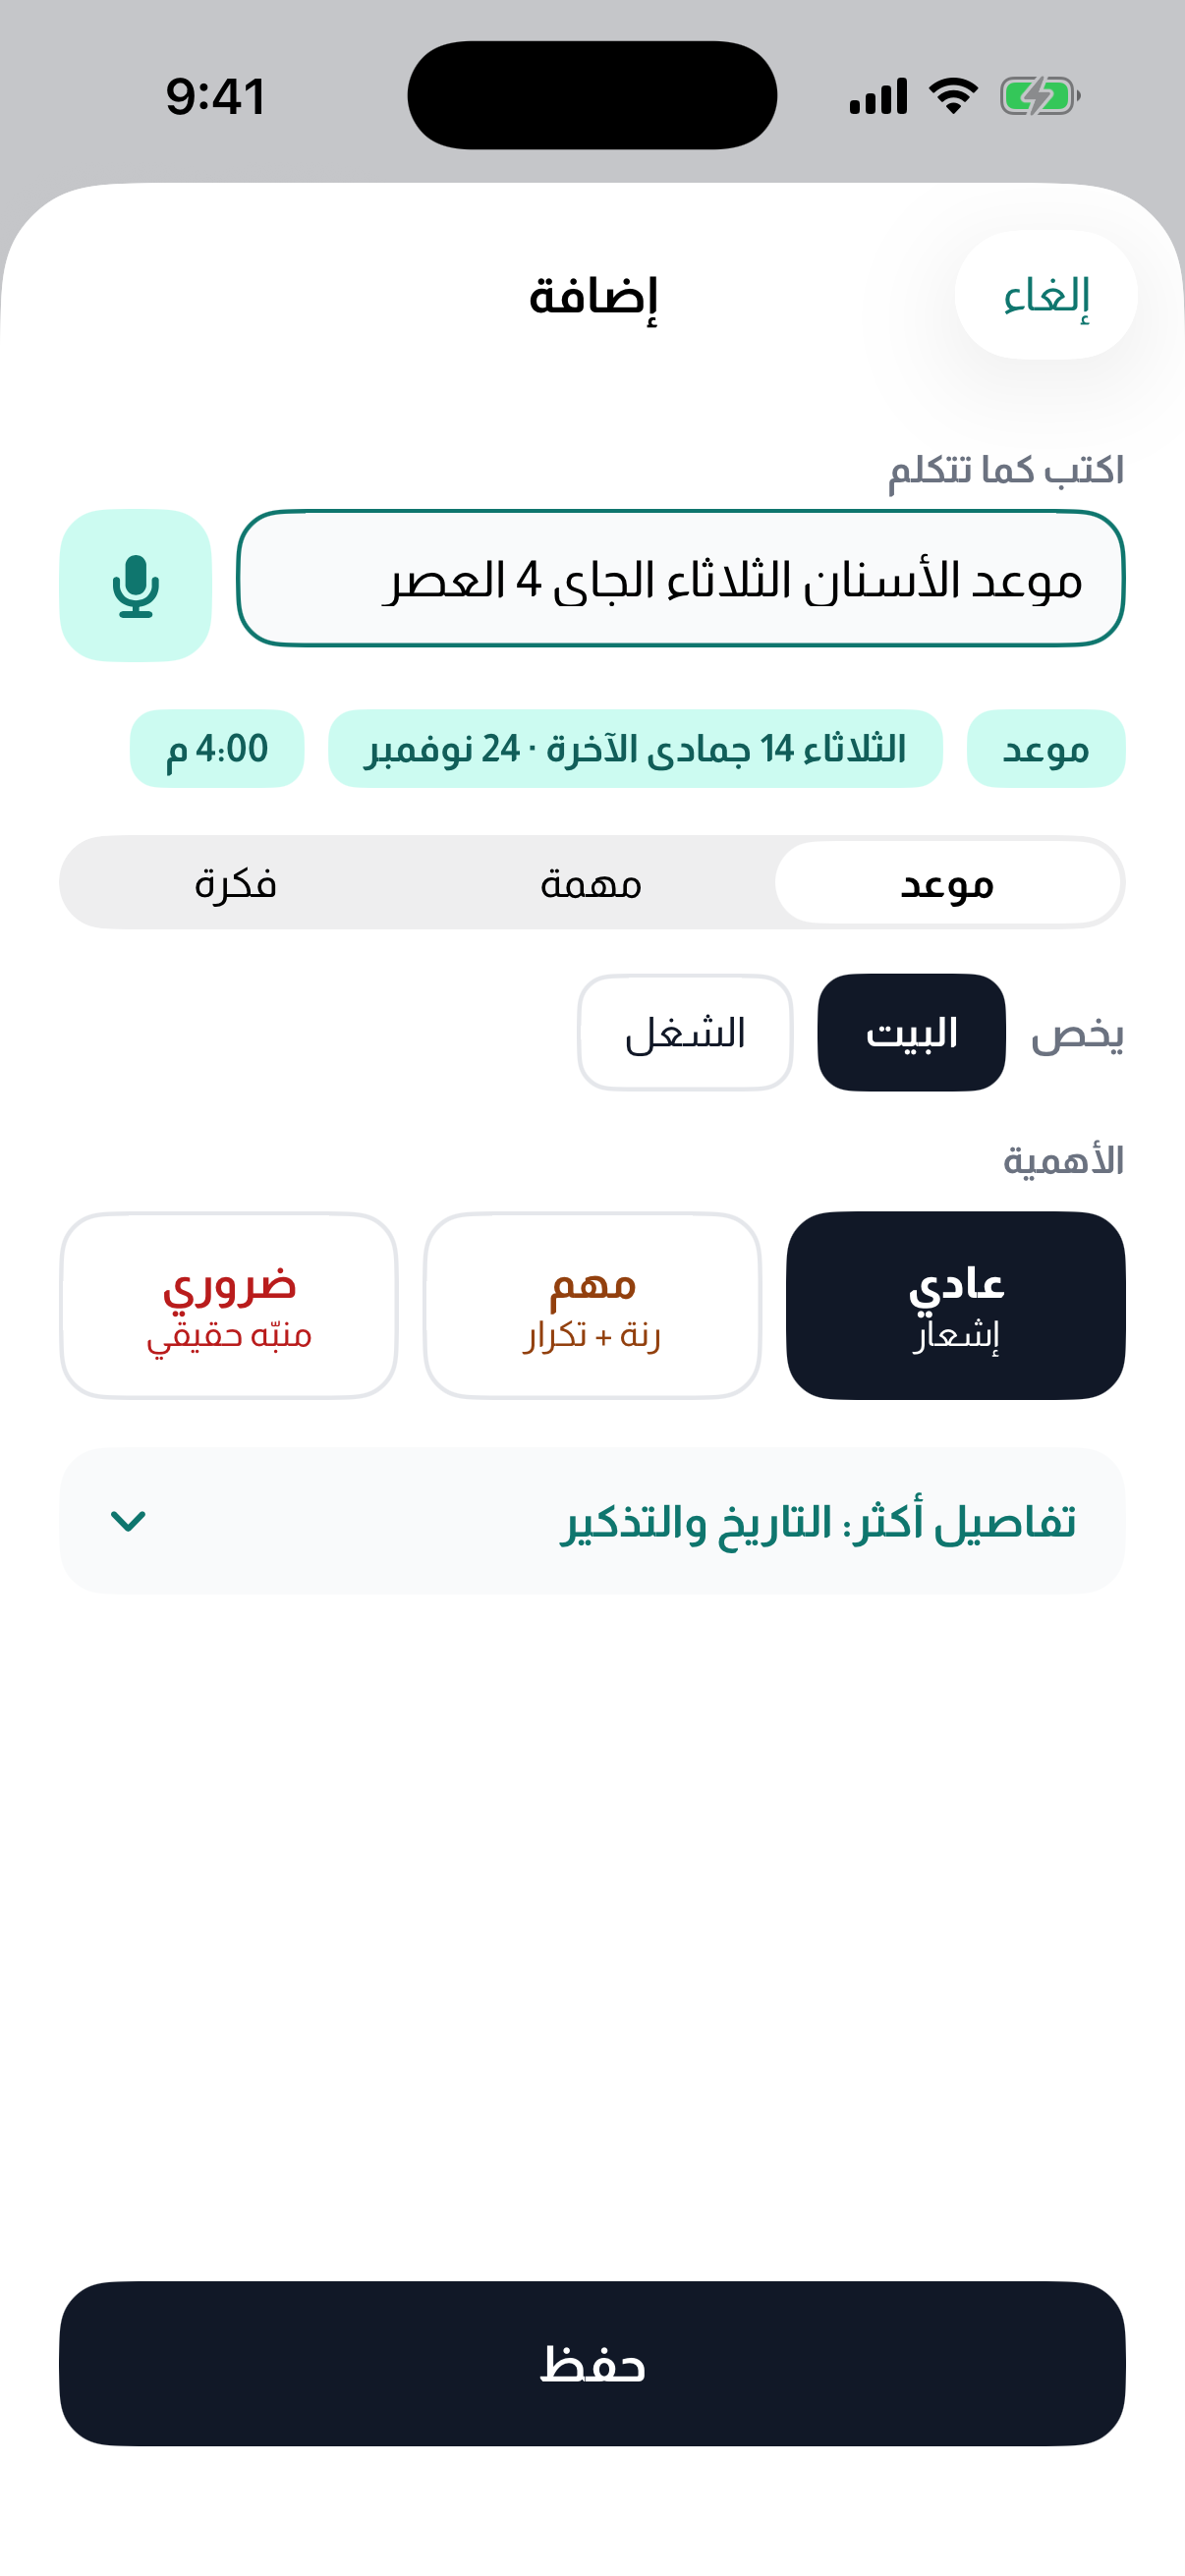 9:41
إلغاء
إضافة
اكتب كما تتكلم
موعد الأسنان الثلاثاء الجاي 4 العصر
موعد
الثلاثاء 14 جمادى الآخرة · 24 نوفمبر
4:00 م
موعد
مهمة
فكرة
يخص
البيت
الشغل
الأهمية
عادي
إشعار
مهم
رنة + تكرار
ضروري
منبّه حقيقي
تفاصيل أكثر: التاريخ والتذكير
حفظ